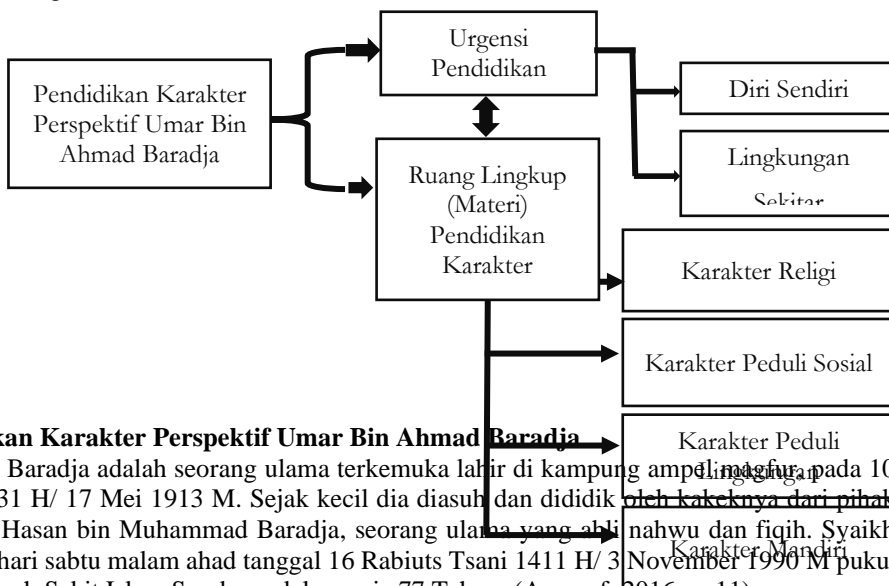 Urgensi
Pendidikan
Pendidikan Karakter
Perspektif Umar Bin
Ahmad Baradja
Diri Sendiri
Lingkungan
Sekitar
Ruang Lingkup
(Materi)
Pendidikan
Karakter
Karakter Religi
Karakter Peduli Sosial
Karakter Peduli
Lingkungan
Karakter Mandiri
kan Karakter Perspektif Umar Bin Ahmad Baradja
Baradja adalah seorang ulama terkemuka lahir di kampung ampel magfur, pada 10
31 H/ 17 Mei 1913 M. Sejak kecil dia diasuh dan dididik oleh kakeknya dari pihak
Hasan bin Muhammad Baradja, seorang ulama yang ahli nahwu dan fiqih. Syaikh
hari sabtu malam ahad tanggal 16 Rabiuts Tsani 1411 H/ 3 November 1990 M puku